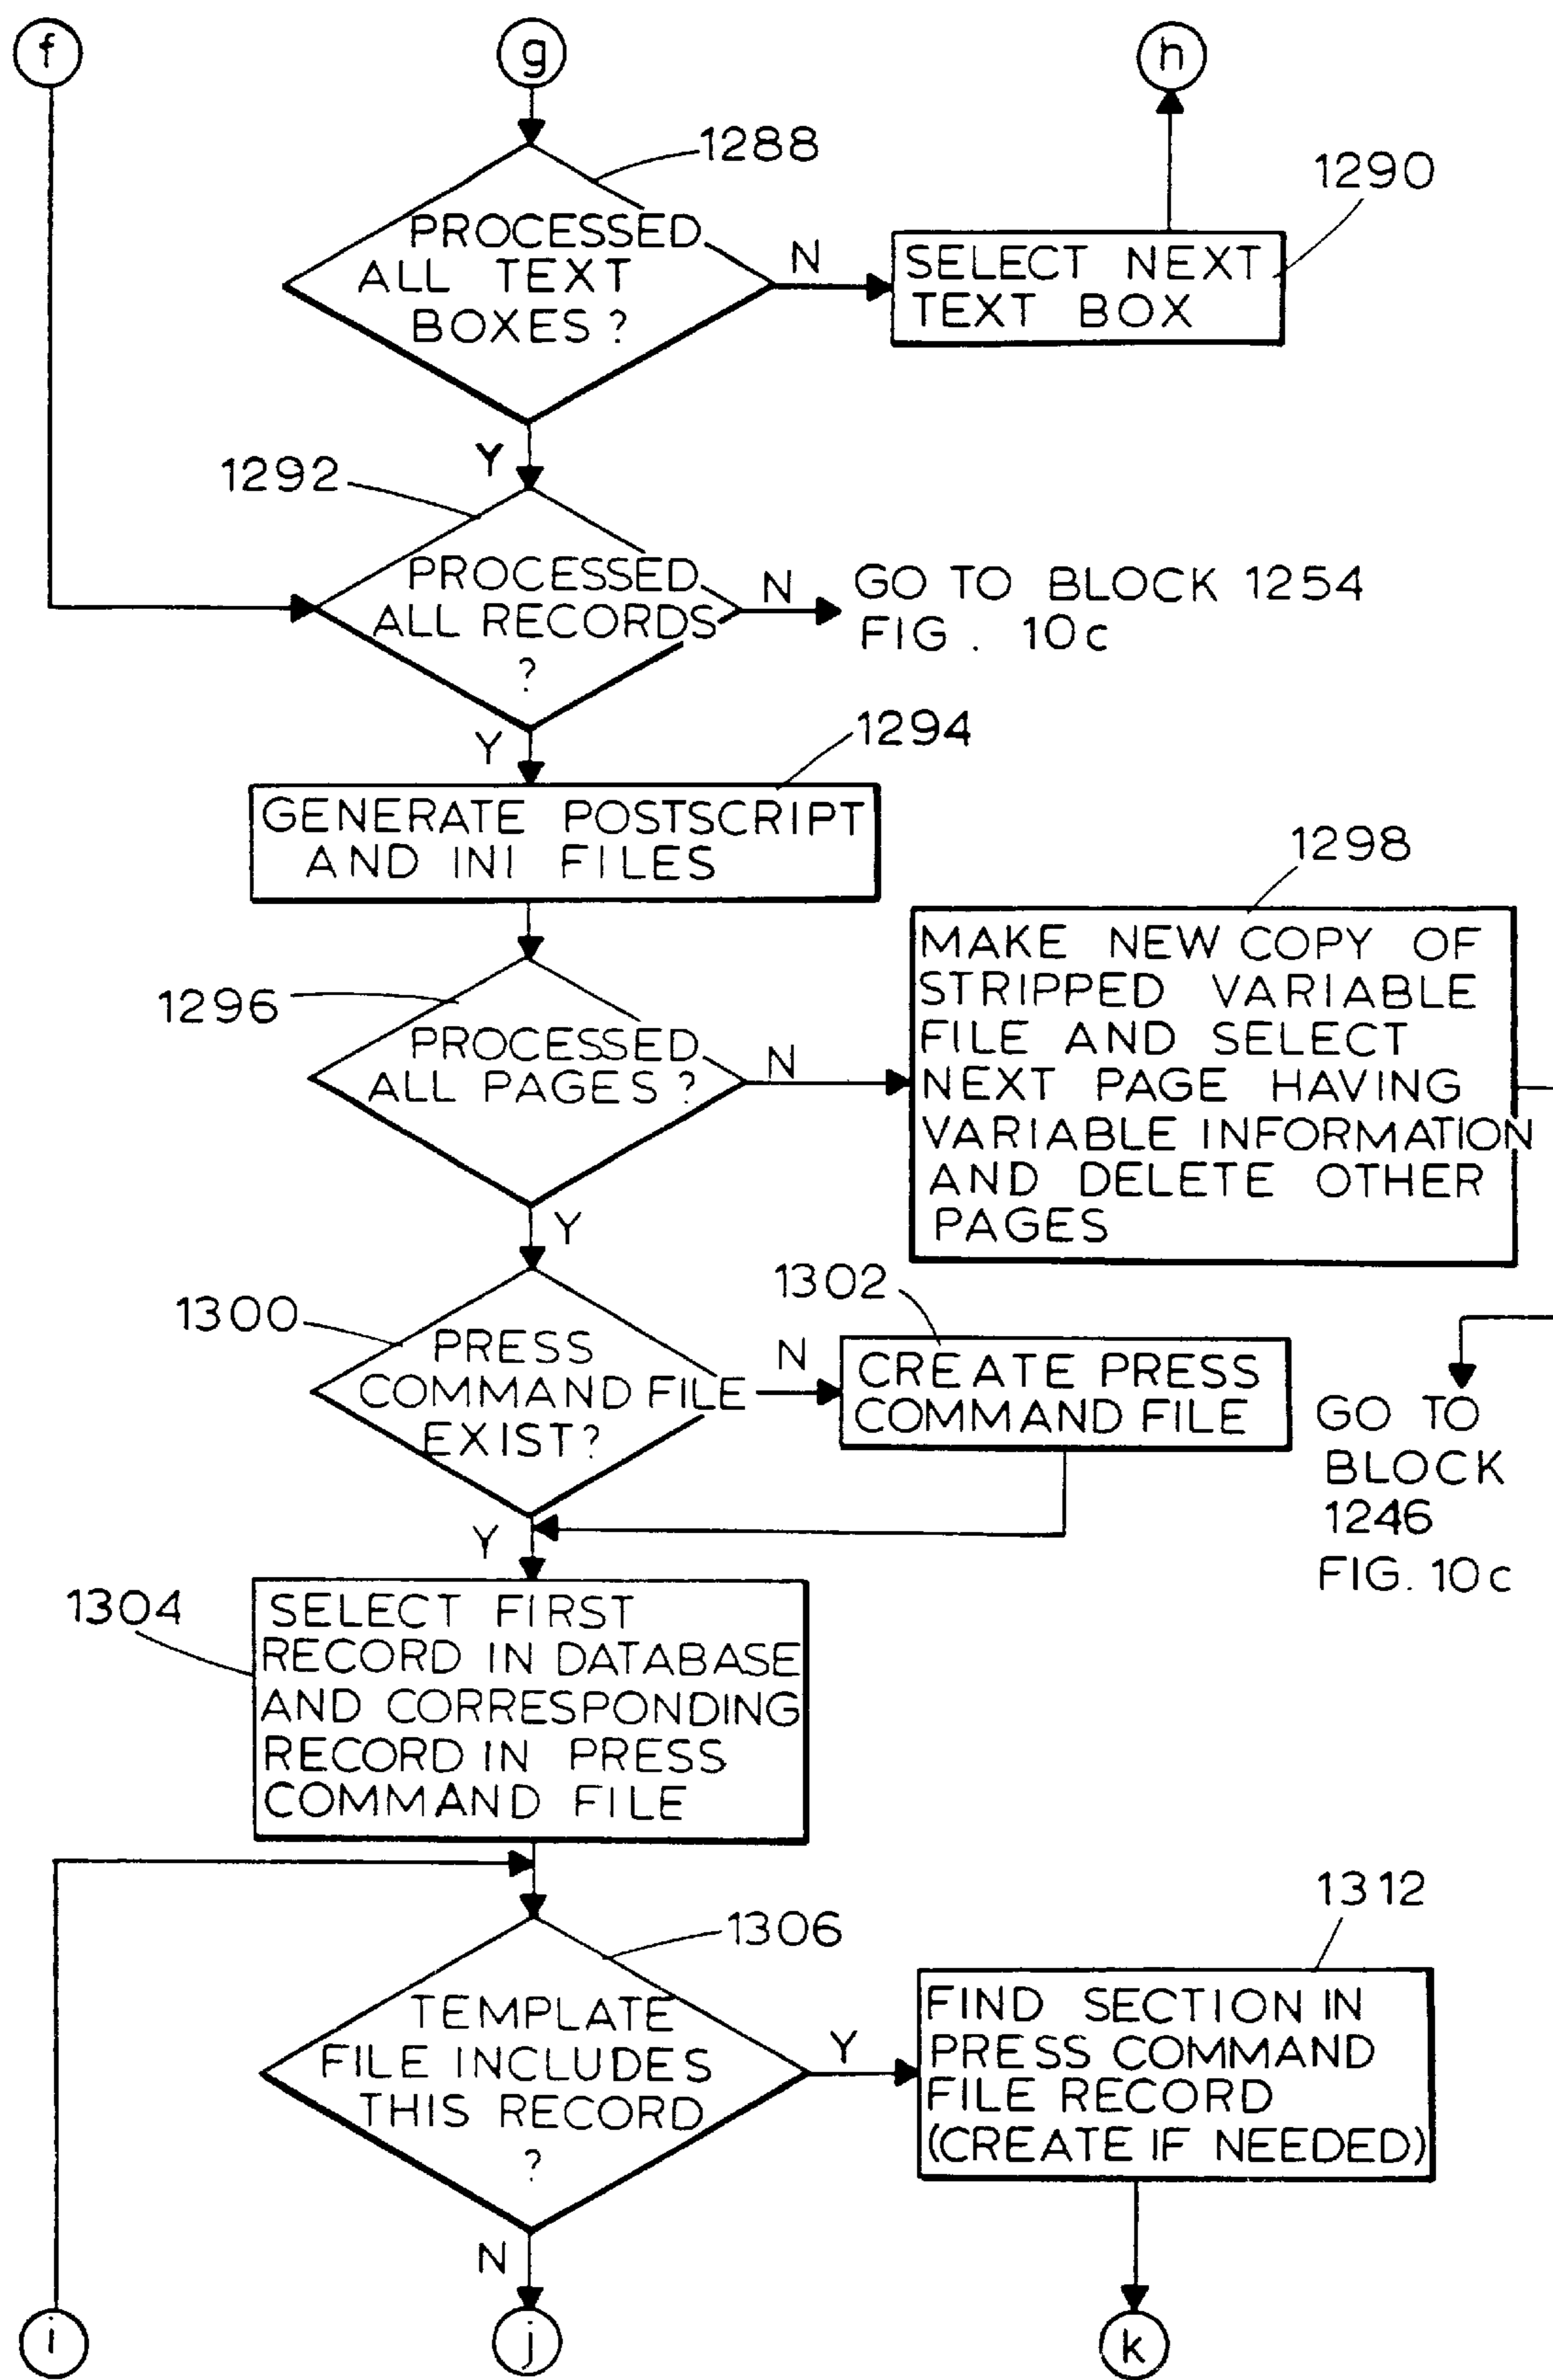 f
g
h
1288
1290
PROCESSED
ALL TEXT
BOXES ?
N
SELECT NEXT
TEXT BOX
Y
1292
PROCESSED
ALL RECORDS
?
N
GO TO BLOCK 1254
FIG. 10c
Y
1294
GENERATE POSTSCRIPT
AND INI FILES
1296
PROCESSED
ALL PAGES ?
N
1298
MAKE NEW COPY OF
STRIPPED VARIABLE
FILE AND SELECT
NEXT PAGE HAVING
VARIABLE INFORMATION
AND DELETE OTHER
PAGES
Y
1300
PRESS
COMMAND FILE
EXIST?
N
1302
CREATE PRESS
COMMAND FILE
GO TO
BLOCK
1246
FIG. 10c
Y
1304
SELECT FIRST
RECORD IN DATABASE
AND CORRESPONDING
RECORD IN PRESS
COMMAND FILE
1306
TEMPLATE
FILE INCLUDES
THIS RECORD
?
Y
1312
FIND SECTION IN
PRESS COMMAND
FILE RECORD
(CREATE IF NEEDED)
N
i
j
k